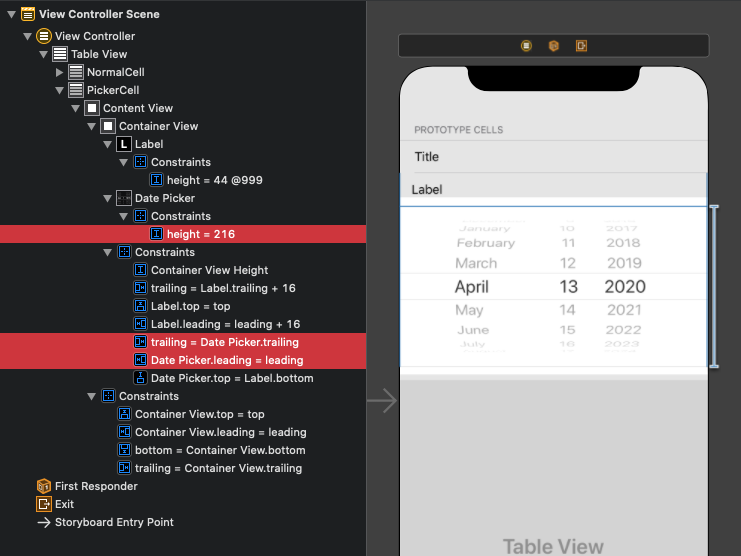 View Controller Scene
View Controller
Table View
NormalCell
PickerCell
Content View
Container View
L Label
Constraints
height = 44 @999
Date Picker
Constraints
height = 216
Constraints
Container View Height
trailing = Label.trailing + 16
Label.top = top
Label.leading = leading + 16
trailing = Date Picker.trailing
Date Picker.leading = leading
Date Picker.top = Label.bottom
Constraints
Container View.top = top
Container View.leading = leading
bottom = Container View.bottom
trailing = Container View.trailing
First Responder
Exit
Storyboard Entry Point
PROTOTYPE CELLS
Title
Label
January 10 2017
February 11 2018
March 12 2019
April 13 2020
May 14 2021
June 15 2022
July 16 2023
Table View